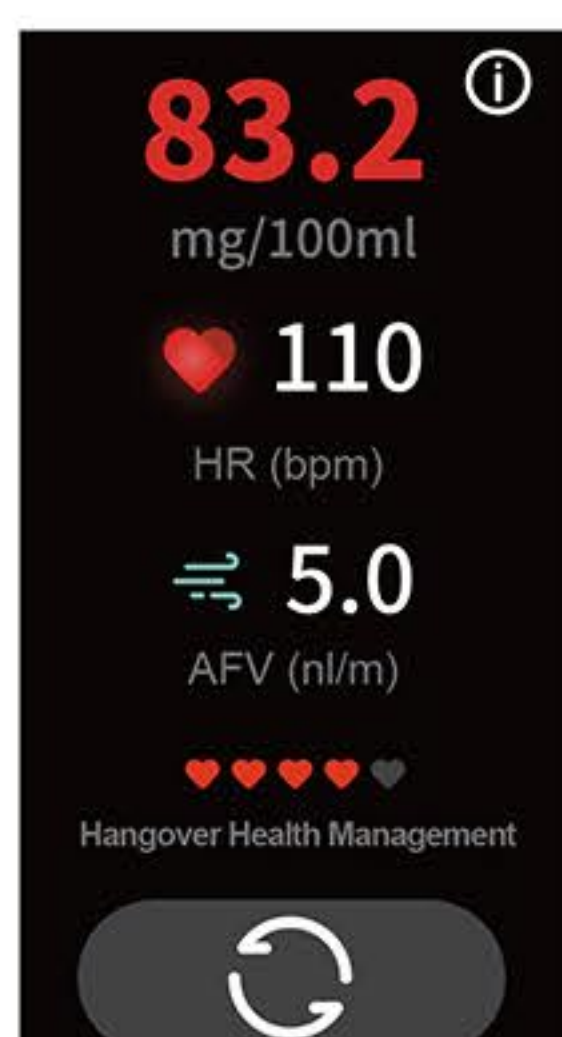 83.2
mg/100ml
110
HR (bpm)
5.0
AFV (nl/m)
Hangover Health Management